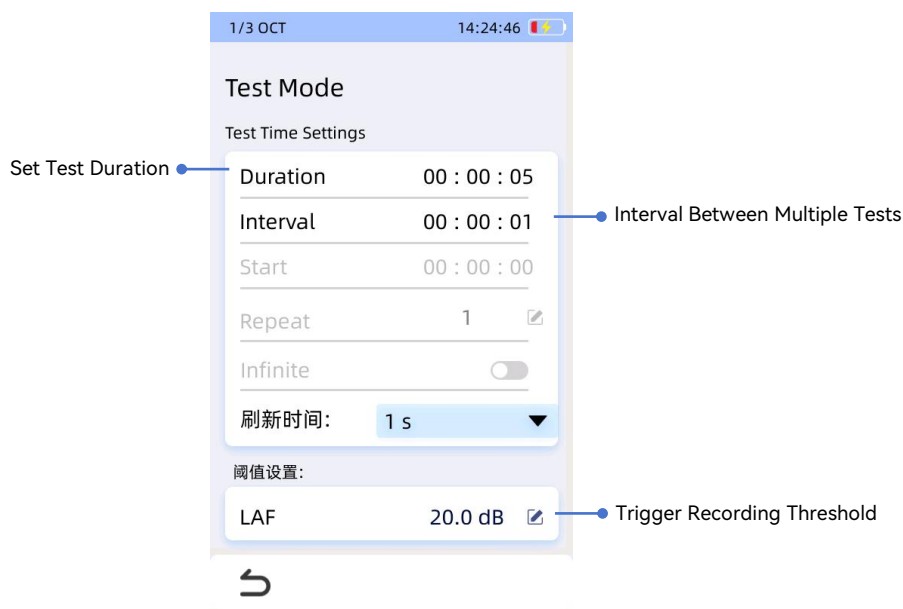 1/3 OCT 14:24:46
Test Mode
Test Time Settings
Set Test Duration
Duration 00 : 00 : 05
Interval 00 : 00 : 01
Interval Between Multiple Tests
Start 00 : 00 : 00
Repeat 1
Infinite
刷新时间: 1 s
阈值设置:
LAF 20.0 dB
Trigger Recording Threshold